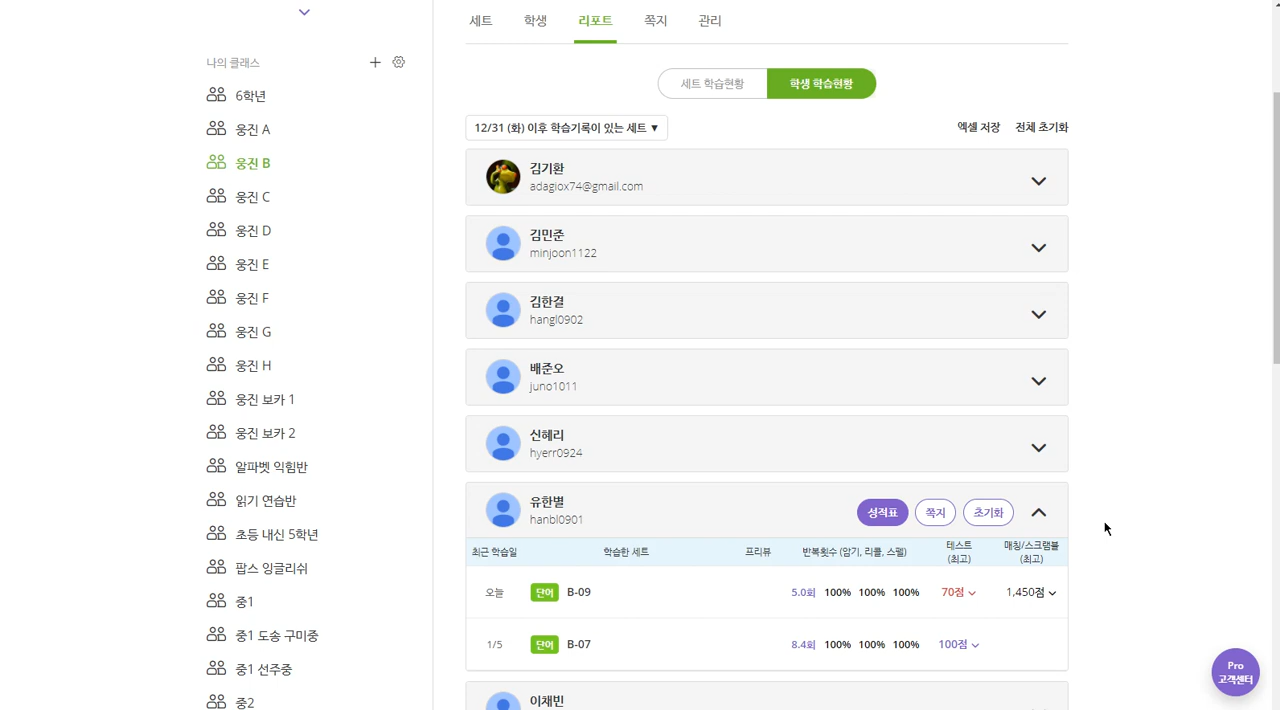 세트 학생 리포트 쪽지 관리
나의 클래스
6학년
웅진 A
웅진 B
웅진 C
웅진 D
웅진 E
웅진 F
웅진 G
웅진 H
웅진 보카 1
웅진 보카 2
알파벳 익힘반
읽기 연습반
초등 내신 5학년
팝스 잉글리쉬
중1
중1 도송 구미중
중1 선주중
중2
세트 학습현황 학생 학습현황
12/31 (화) 이후 학습기록이 있는 세트 ▼ 엑셀 저장 전체 초기화
김기환
adagiox74@gmail.com
김민준
minjoon1122
김한결
hangl0902
배준오
juno1011
신혜리
hyerr0924
유한별
hanbl0901
성적표 쪽지 초기화
최근 학습일 학습한 세트 프리뷰 반복횟수 (암기, 리콜, 스펠) 테스트 (최고) 매칭/스크램블 (최고)
오늘 단어 B-09 5.0회 100% 100% 100% 70점 1,450점
1/5 단어 B-07 8.4회 100% 100% 100% 100점
이채빈
Pro
고객센터